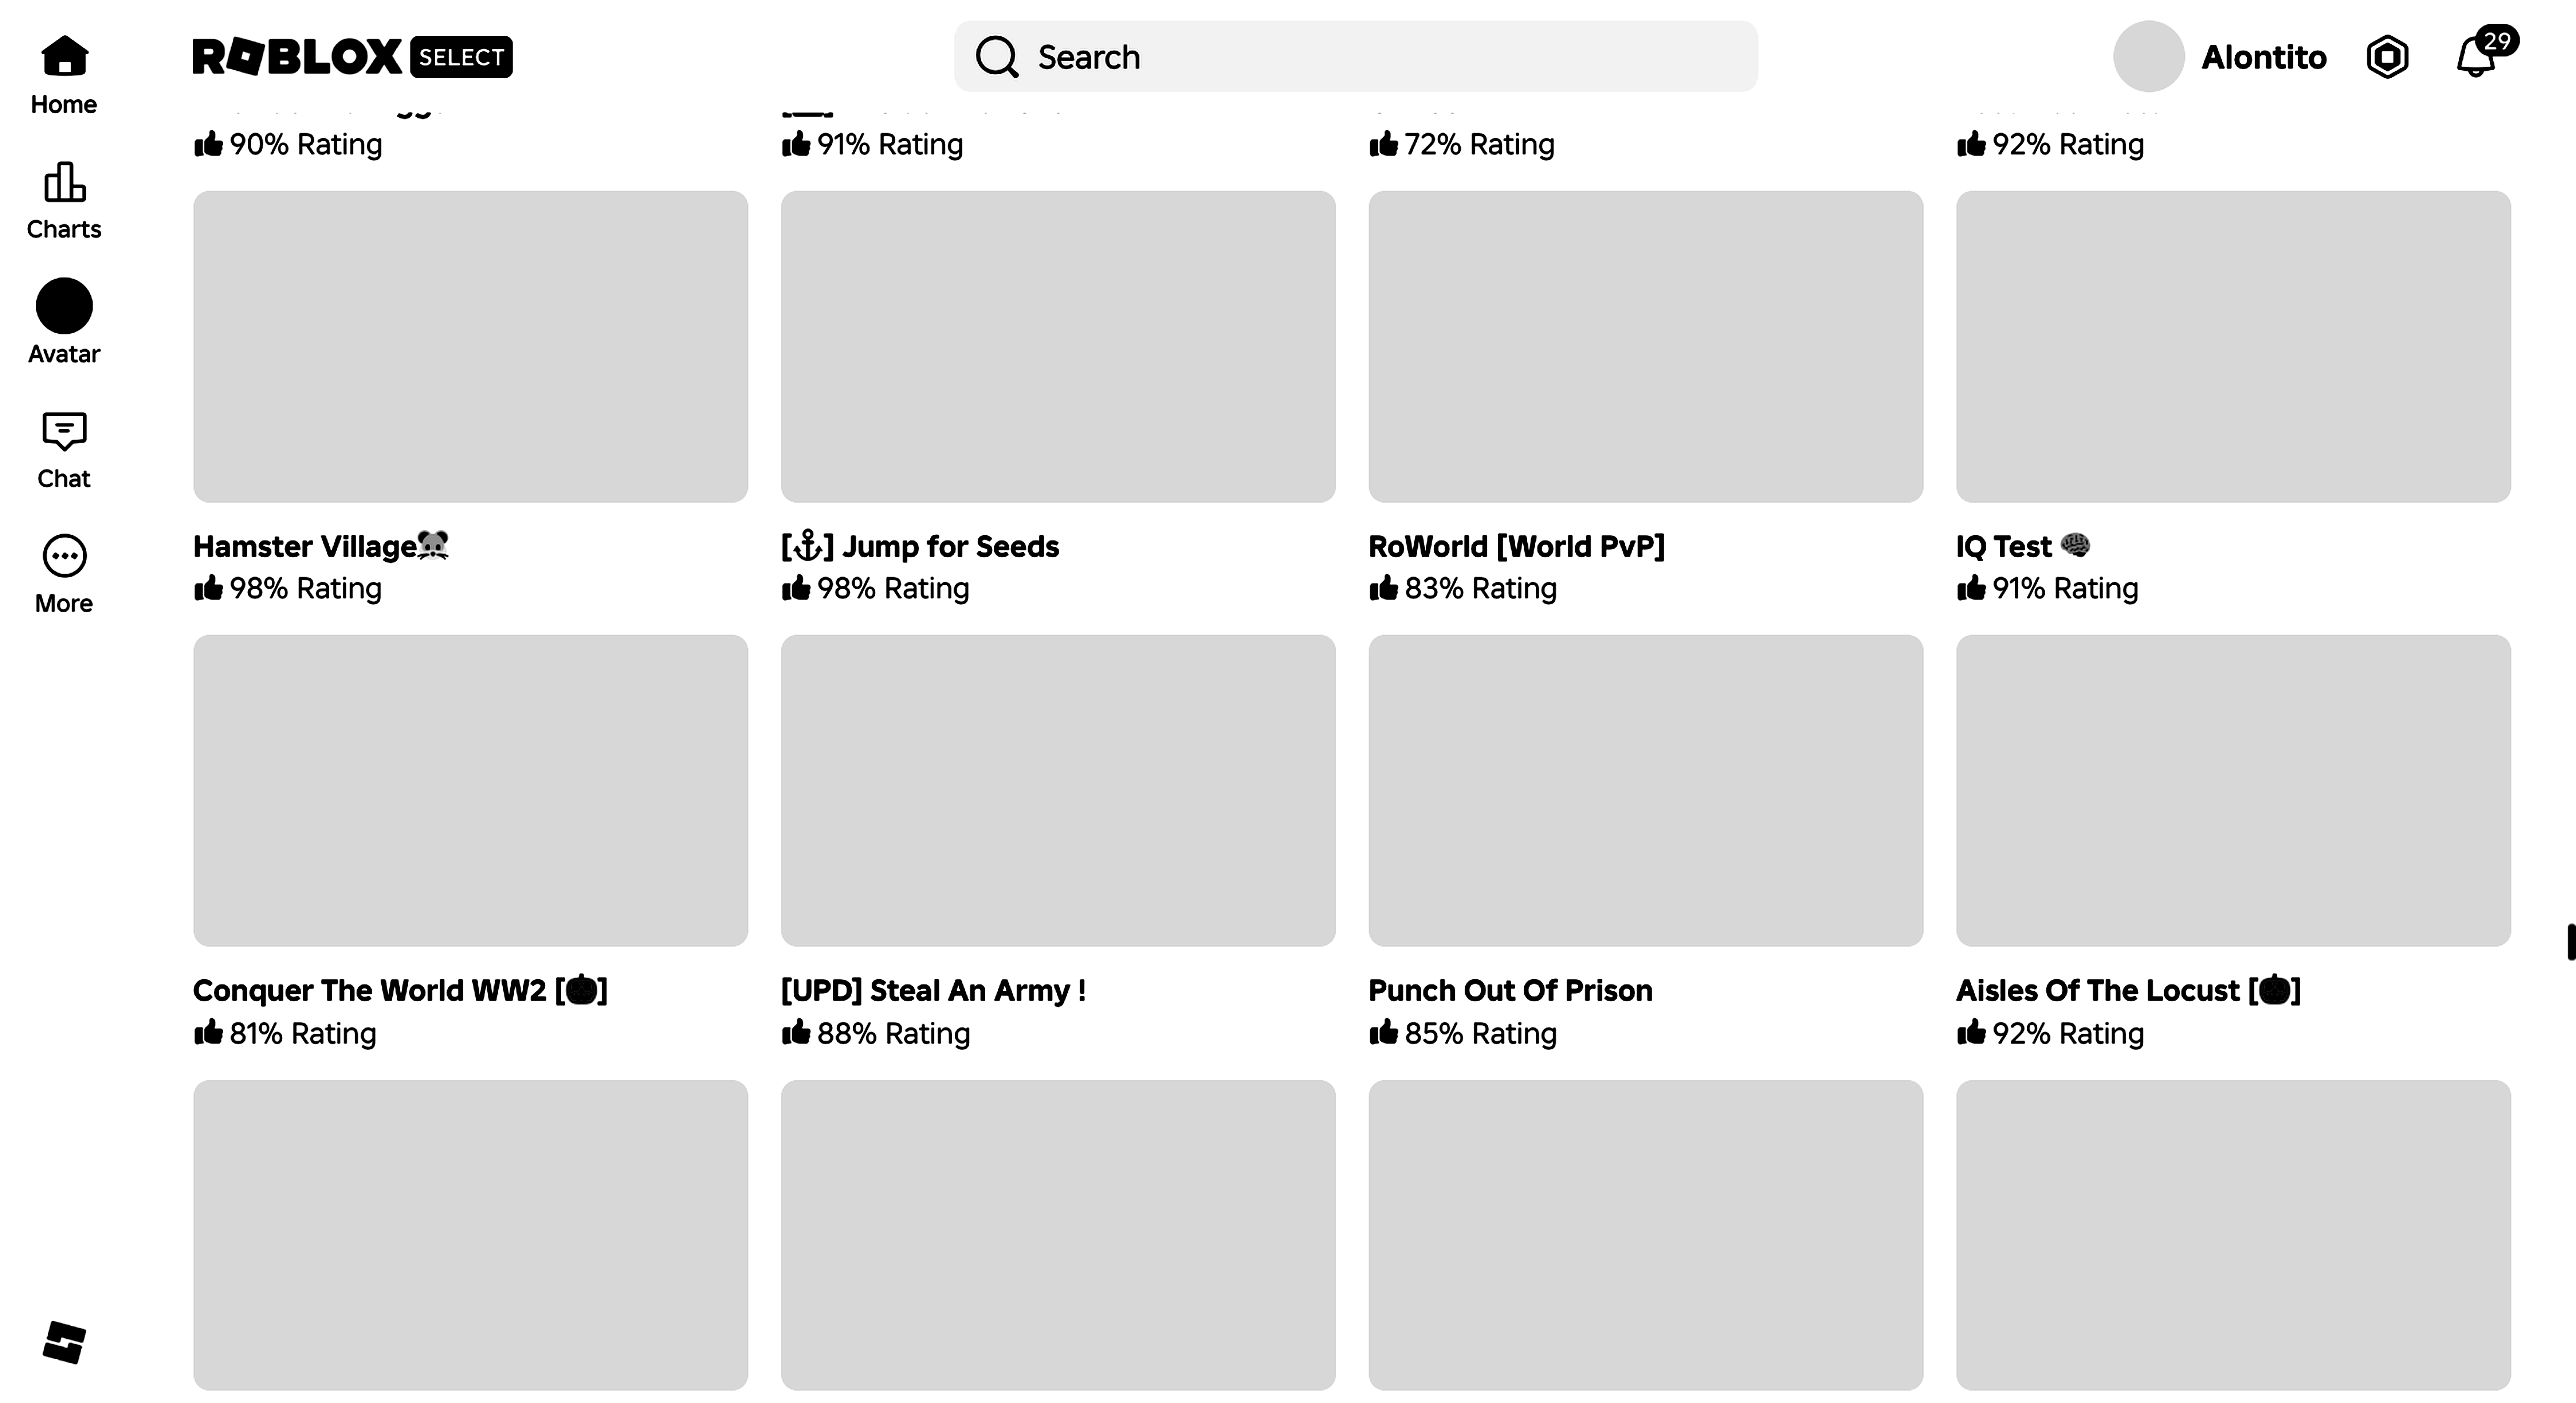 ROBLOX SELECT
Search
Alontito
29
Home
Charts
Avatar
Chat
More
90% Rating
91% Rating
72% Rating
92% Rating
Hamster Village🐹
98% Rating
[⚓] Jump for Seeds
98% Rating
RoWorld [World PvP]
83% Rating
IQ Test 🧠
91% Rating
Conquer The World WW2 [🎃]
81% Rating
[UPD] Steal An Army !
88% Rating
Punch Out Of Prison
85% Rating
Aisles Of The Locust [🎃]
92% Rating